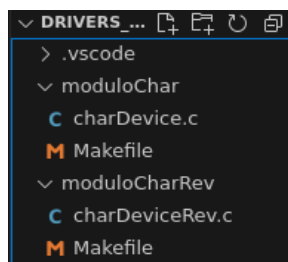 DRIVERS_...
.vscode
moduloChar
C charDevice.c
M Makefile
moduloCharRev
C charDeviceRev.c
M Makefile